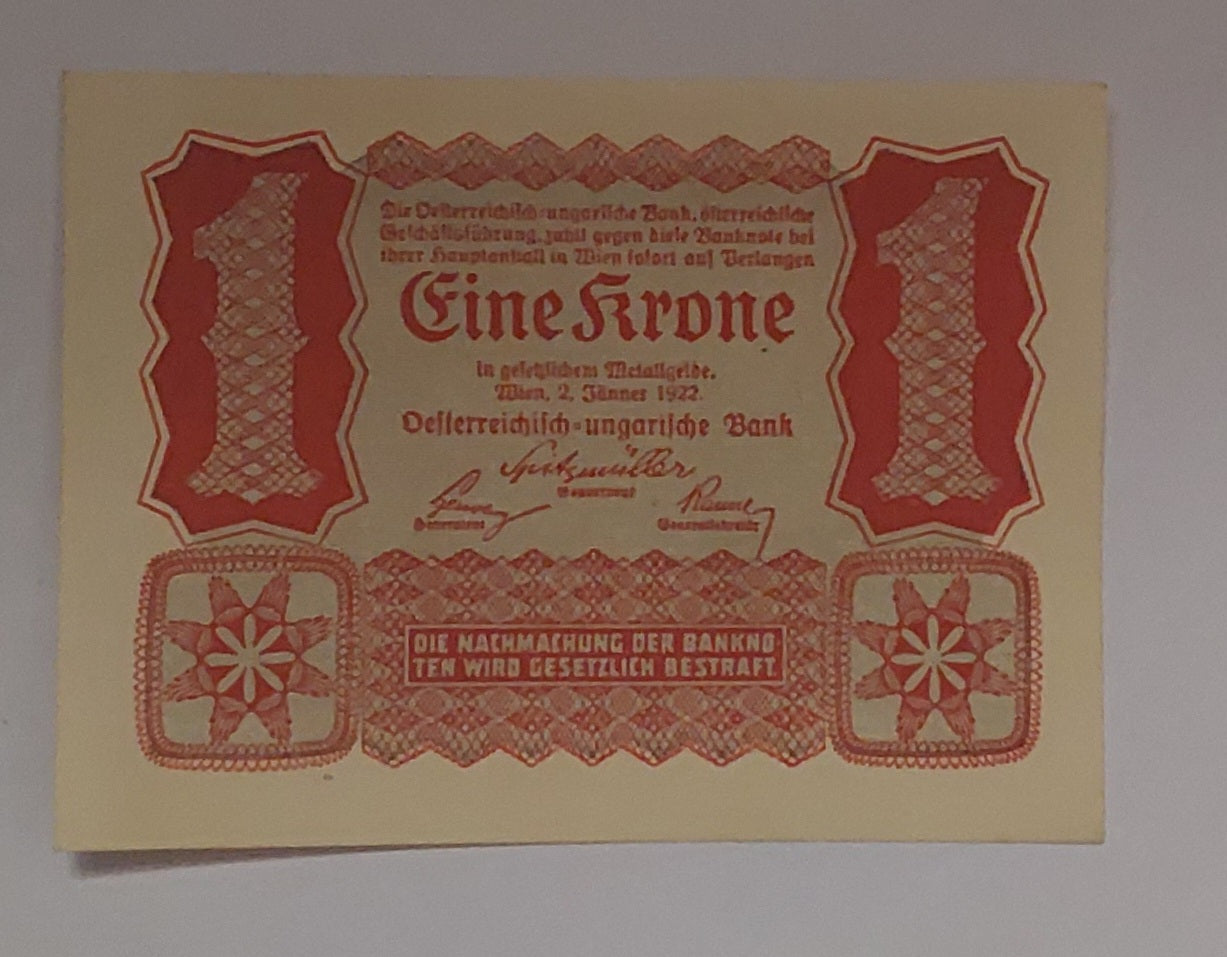 1
1
Die Oesterreichisch-ungarische Bank, österreichische
Geschäftsführung, zahlt gegen diese Banknote bei
ihrer Hauptanstalt in Wien sofort auf Verlangen
Eine Krone
in gesetzlichem Metallgelde.
Wien, 2. Jänner 1922.
Oesterreichisch-ungarische Bank
Spitzmüller
Gouverneur
Generalrat
Generalsekretär
DIE NACHMACHUNG DER BANKNO
TEN WIRD GESETZLICH BESTRAFT